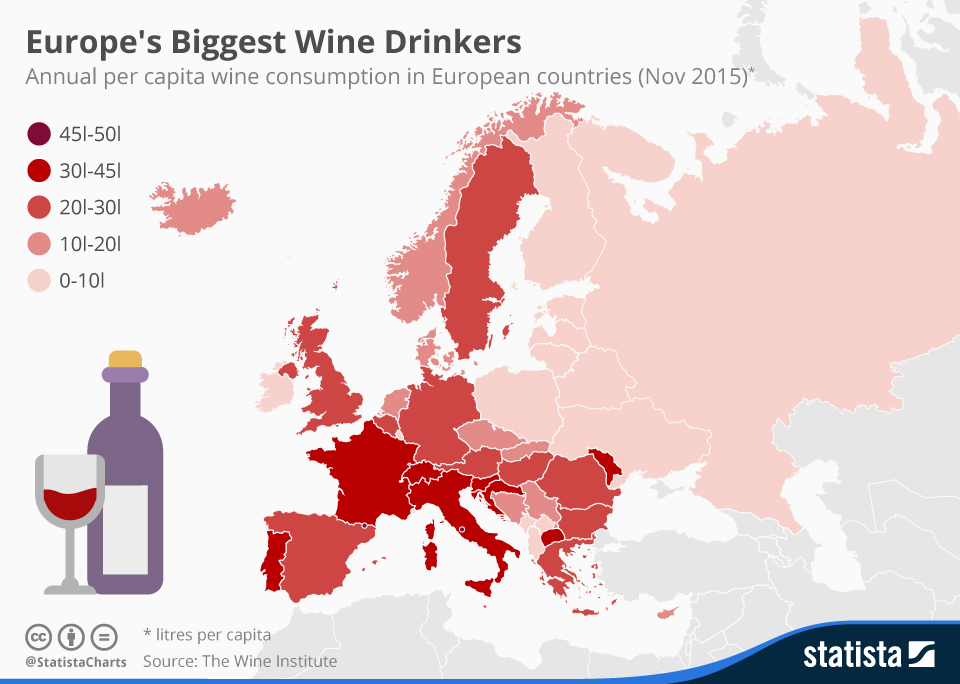 Europe's Biggest Wine Drinkers
Annual per capita wine consumption in European countries (Nov 2015)*
45l-50l
30l-45l
20l-30l
10l-20l
0-10l
cc
@StatistaCharts
* litres per capita
Source: The Wine Institute
statista